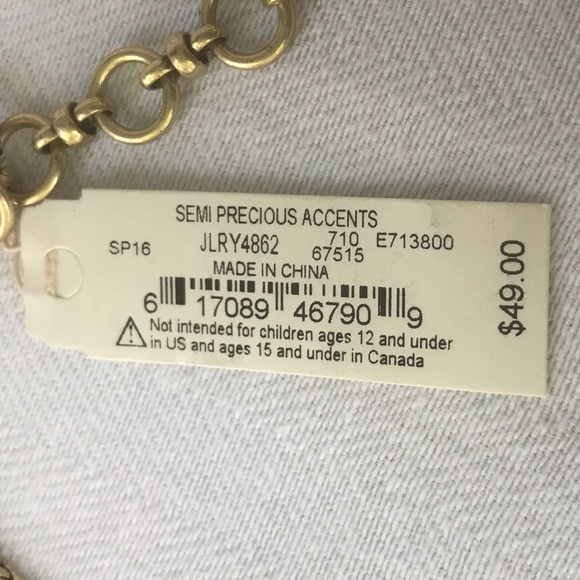 SEMI PRECIOUS ACCENTS
SP16 JLRY4862 710 E713800
67515
MADE IN CHINA
6 17089 46790 9
Not intended for children ages 12 and under
in US and ages 15 and under in Canada
$49.00